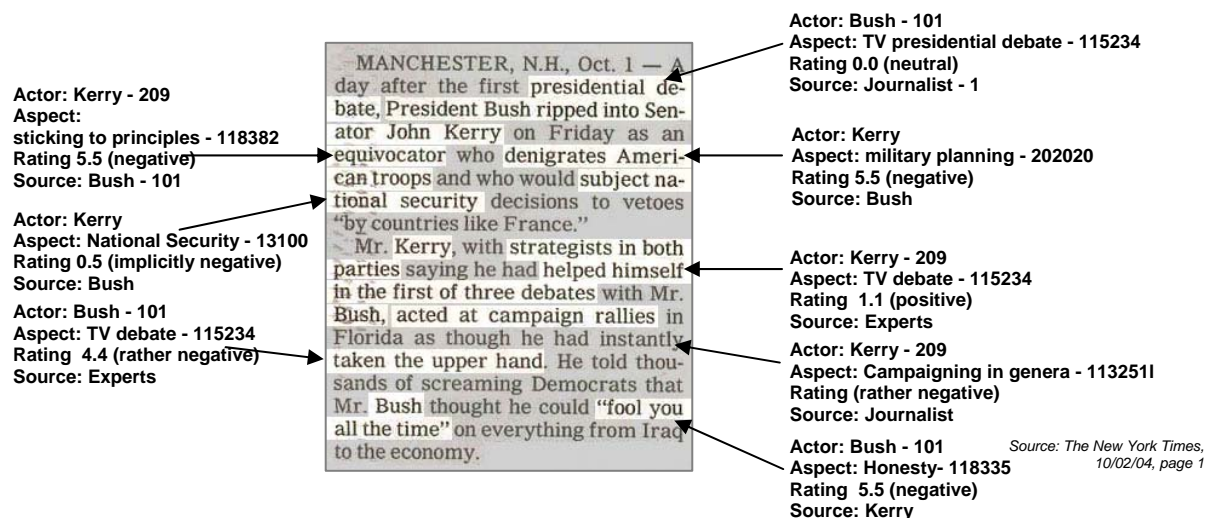 Actor: Bush - 101
Aspect: TV presidential debate - 115234
Rating 0.0 (neutral)
Source: Journalist - 1
Actor: Kerry - 209
Aspect:
sticking to principles - 118382
Rating 5.5 (negative)
Source: Bush - 101
Actor: Kerry
Aspect: National Security - 13100
Rating 0.5 (implicitly negative)
Source: Bush
Actor: Bush - 101
Aspect: TV debate - 115234
Rating 4.4 (rather negative)
Source: Experts
MANCHESTER, N.H., Oct. 1 — A
day after the first presidential de-
bate, President Bush ripped into Sen-
ator John Kerry on Friday as an
equivocator who denigrates Ameri-
can troops and who would subject na-
tional security decisions to vetoes
“by countries like France.”
Mr. Kerry, with strategists in both
parties saying he had helped himself
in the first of three debates with Mr.
Bush, acted at campaign rallies in
Florida as though he had instantly
taken the upper hand. He told thou-
sands of screaming Democrats that
Mr. Bush thought he could “fool you
all the time” on everything from Iraq
to the economy.
Actor: Kerry
Aspect: military planning - 202020
Rating 5.5 (negative)
Source: Bush
Actor: Kerry - 209
Aspect: TV debate - 115234
Rating 1.1 (positive)
Source: Experts
Actor: Kerry - 209
Aspect: Campaigning in genera - 113251l
Rating (rather negative)
Source: Journalist
Actor: Bush - 101
Aspect: Honesty- 118335
Rating 5.5 (negative)
Source: Kerry
Source: The New York Times,
10/02/04, page 1